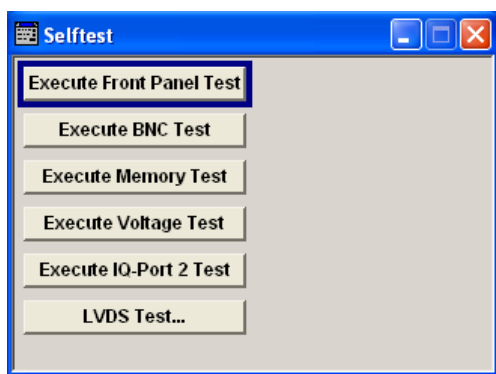 Selftest
Execute Front Panel Test
Execute BNC Test
Execute Memory Test
Execute Voltage Test
Execute IQ-Port 2 Test
LVDS Test...